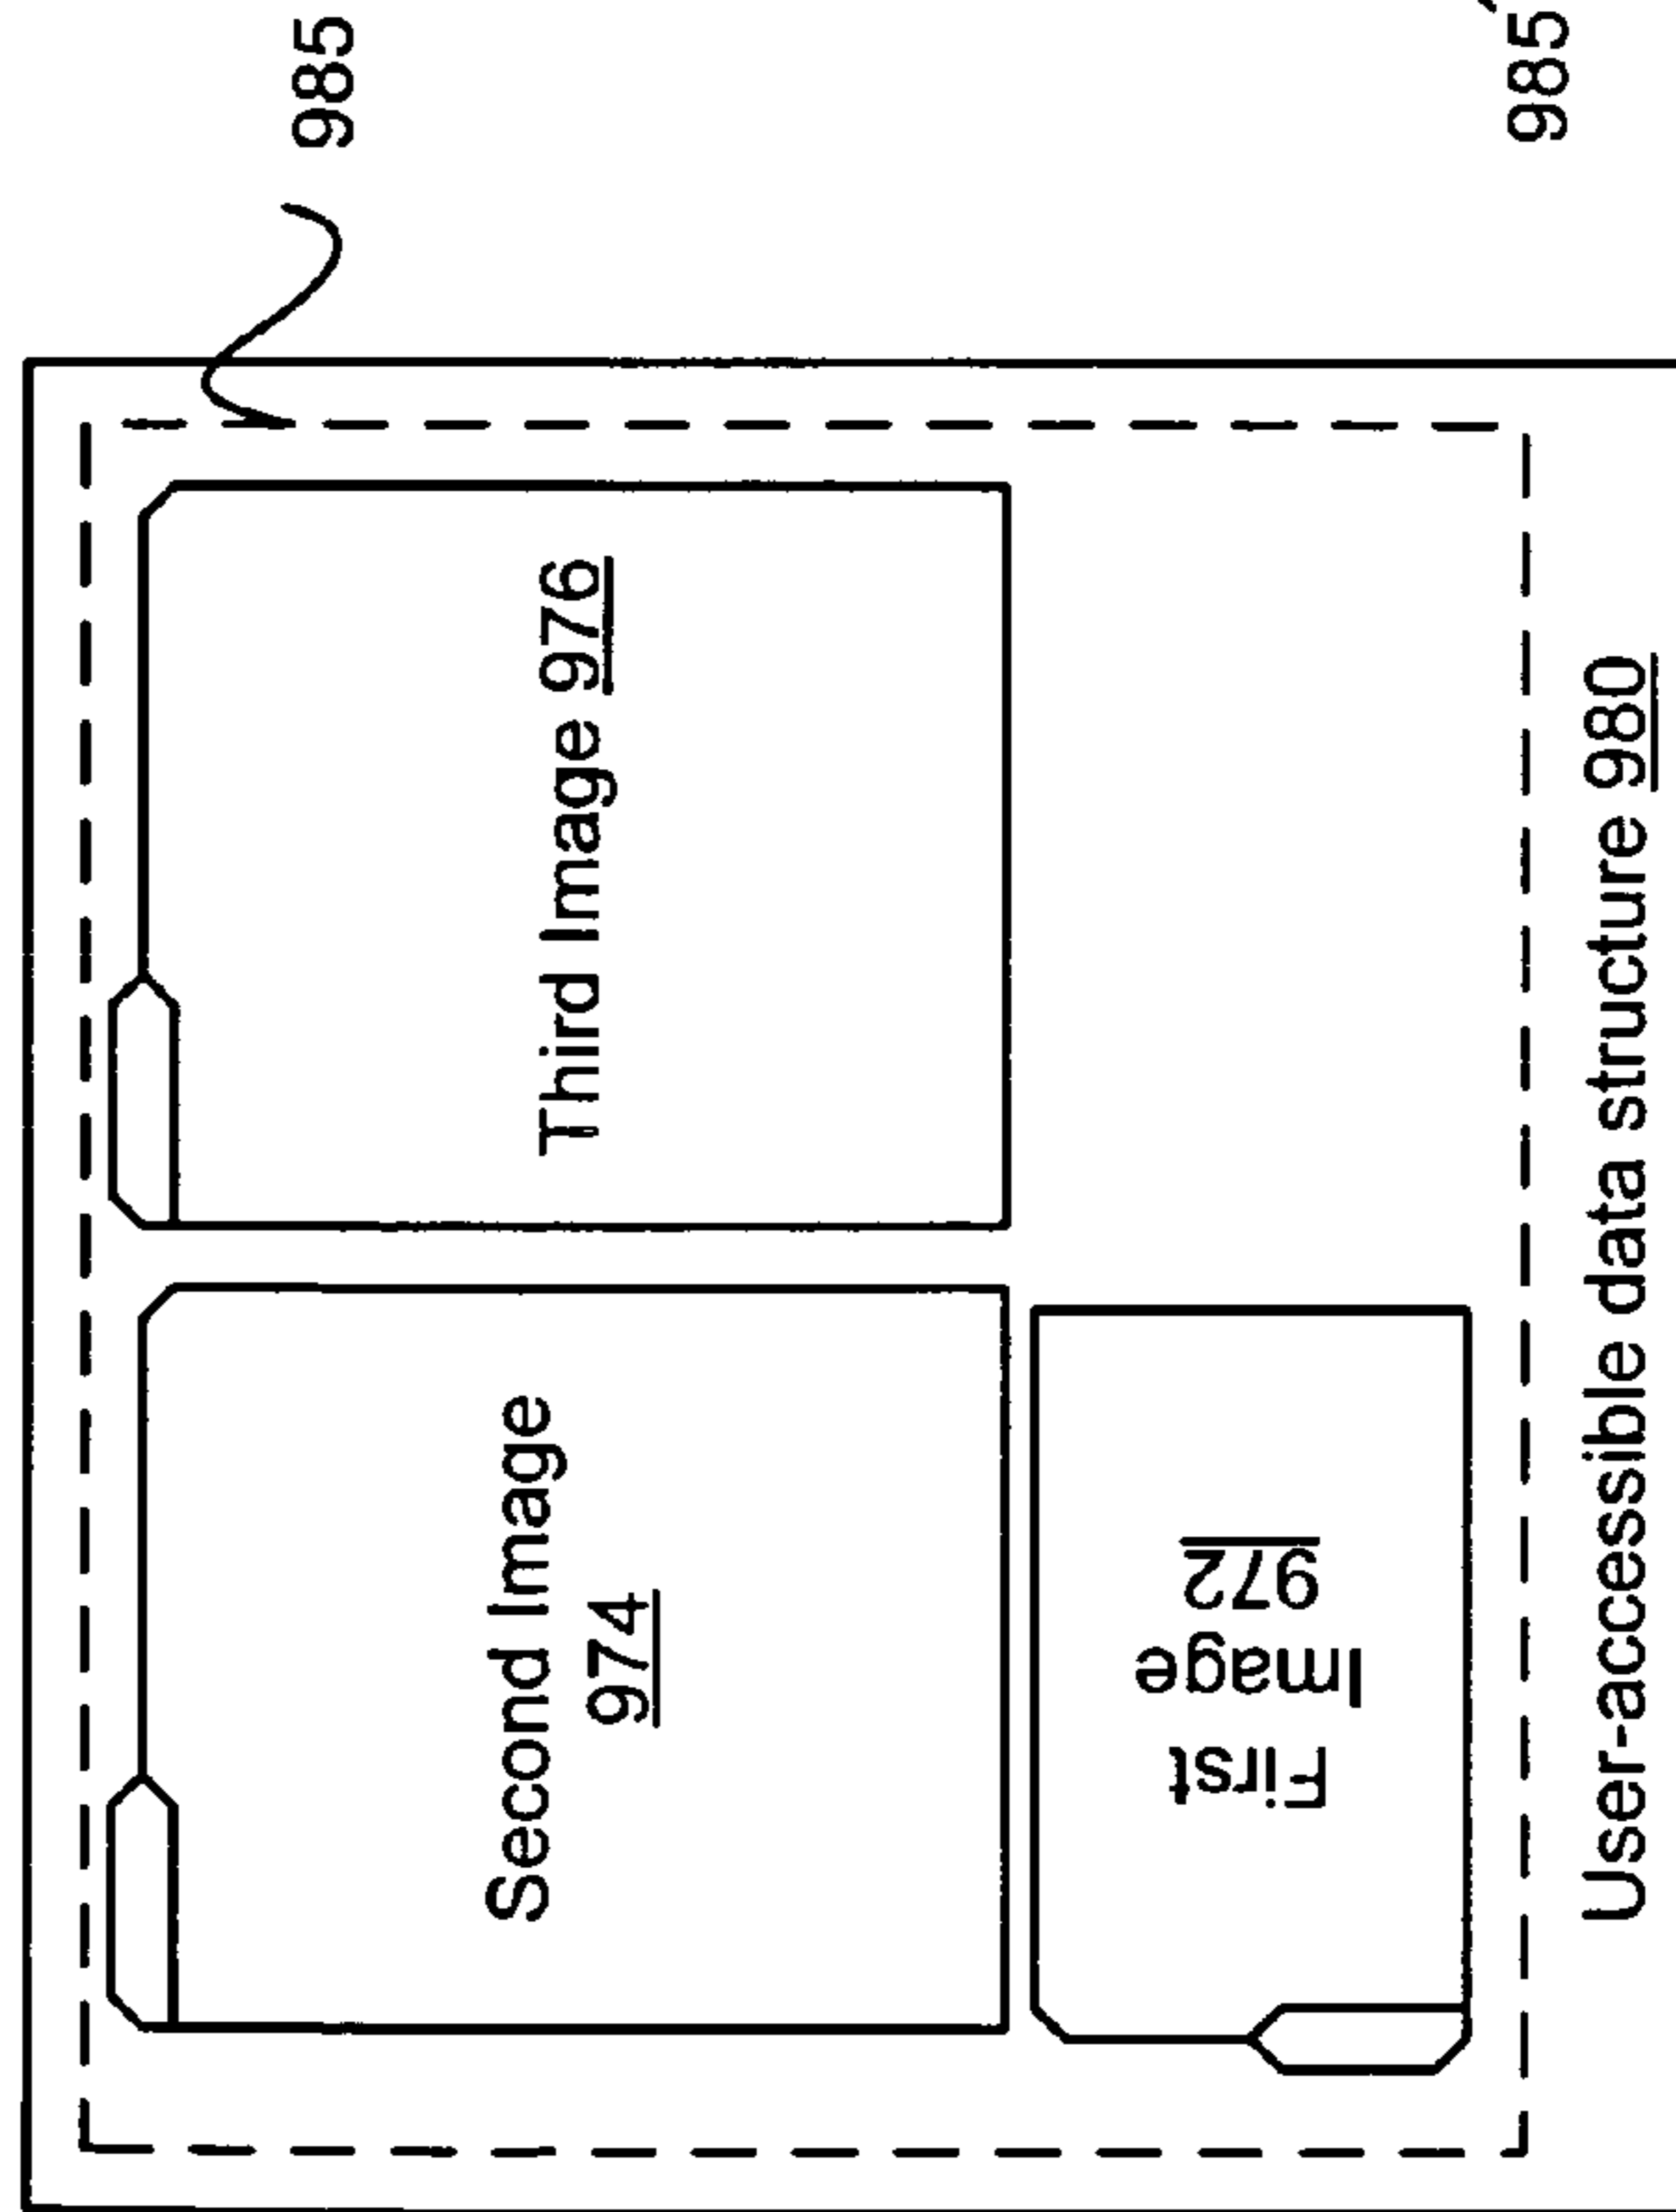 985
Second Image
974
Third Image 976
First
Image
972
User-accessible data structure 980
985